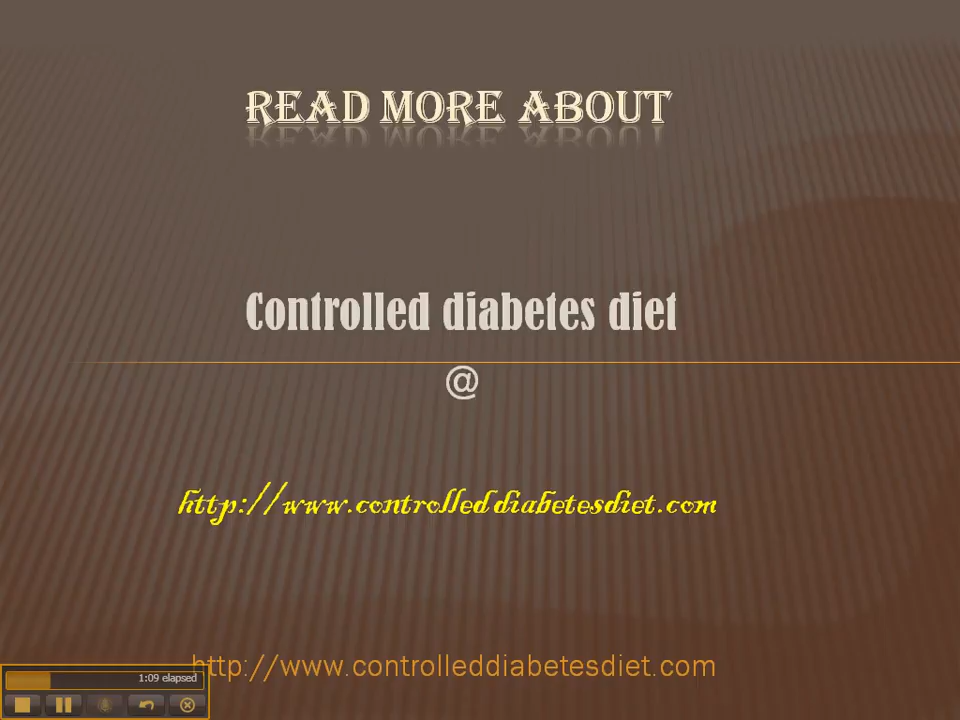 READ MORE ABOUT
Controlled diabetes diet
@
http://www.controlleddiabetesdiet.com
http://www.controlleddiabetesdiet.com
1:09 elapsed